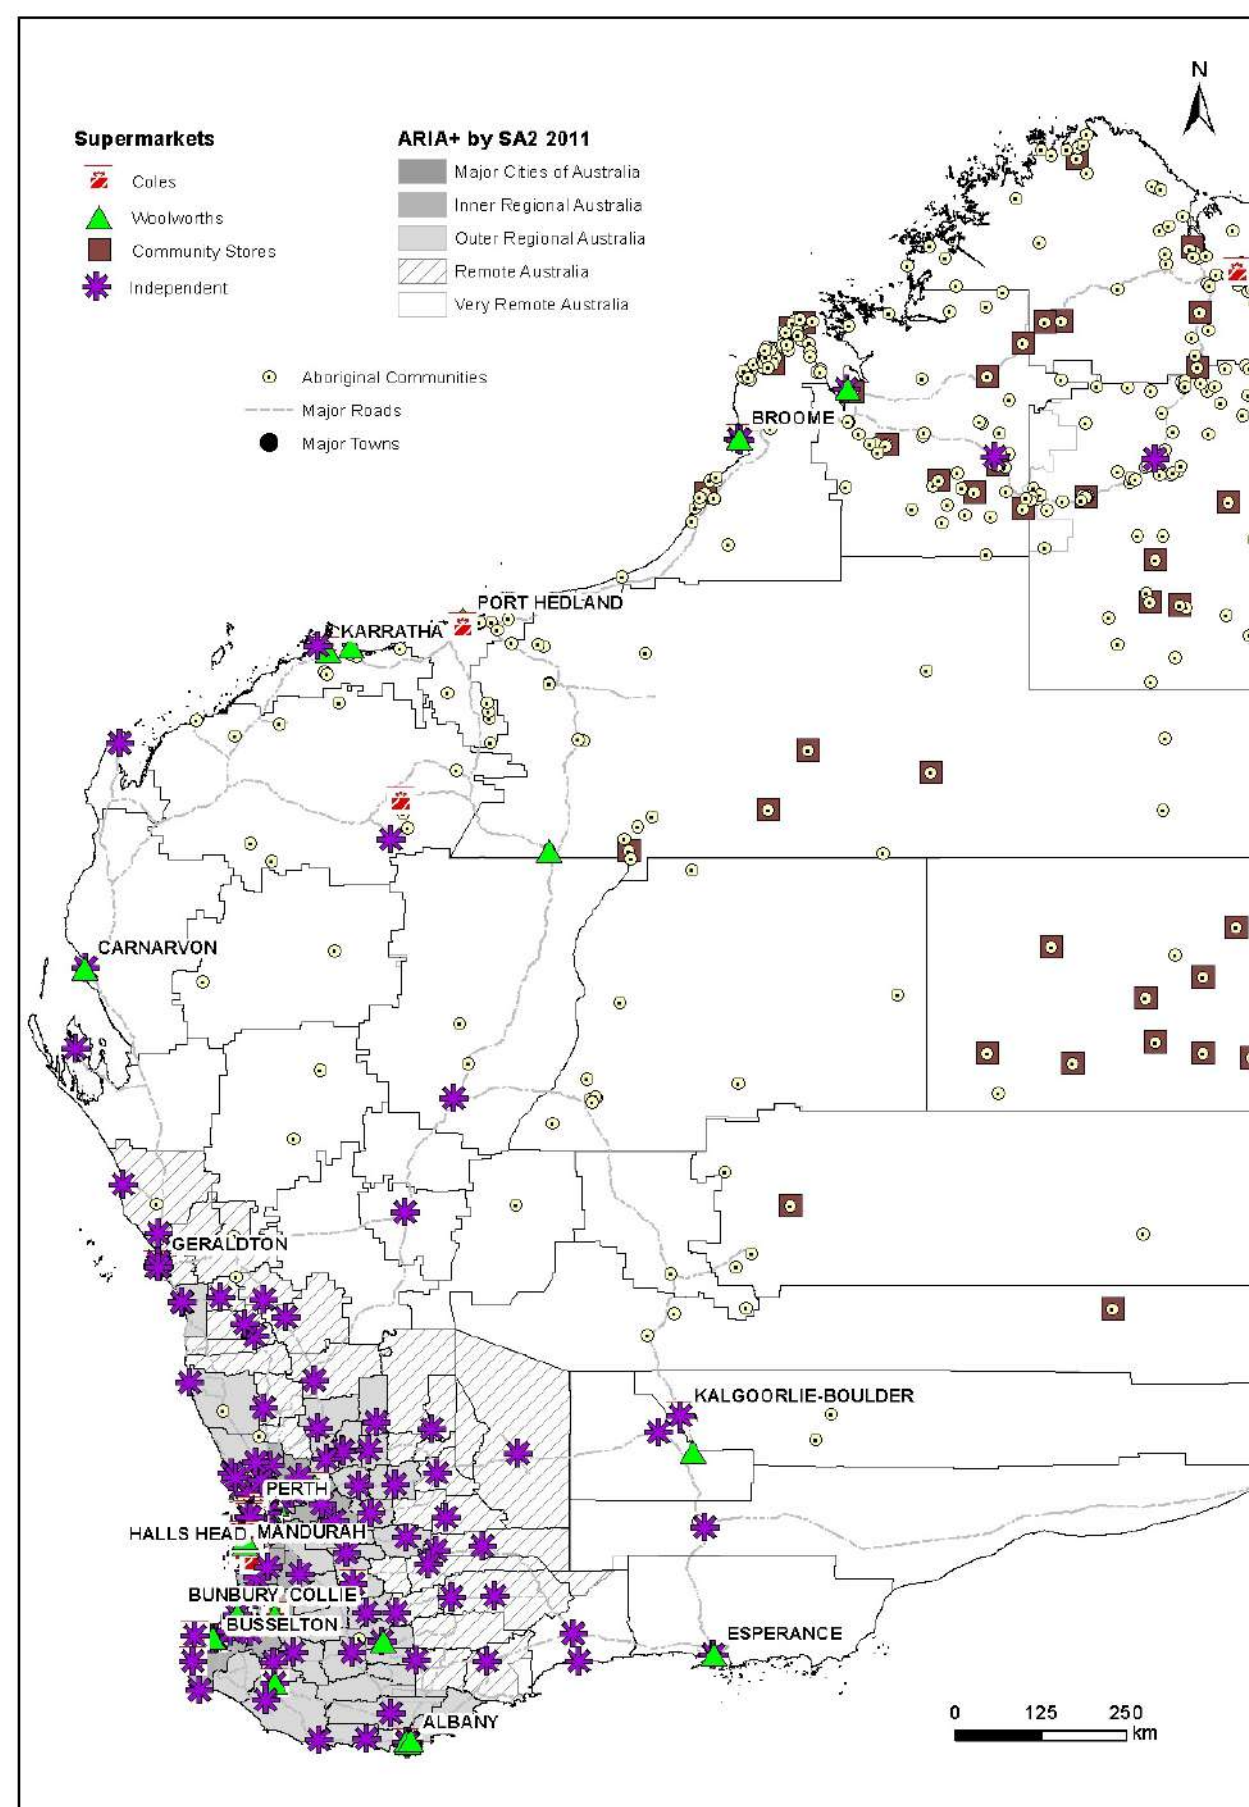 N
Supermarkets
Coles
Woolworths
Community Stores
Independent
ARIA+ by SA2 2011
Major Cities of Australia
Inner Regional Australia
Outer Regional Australia
Remote Australia
Very Remote Australia
Aboriginal Communities
Major Roads
Major Towns
BROOME
PORT HEDLAND
KARRATHA
CARNARVON
GERALDTON
KALGOORLIE-BOULDER
PERTH
HALLS HEAD
MANDURAH
BUNBURY
COLLIE
BUSSELTON
ESPERANCE
ALBANY
0 125 250
km